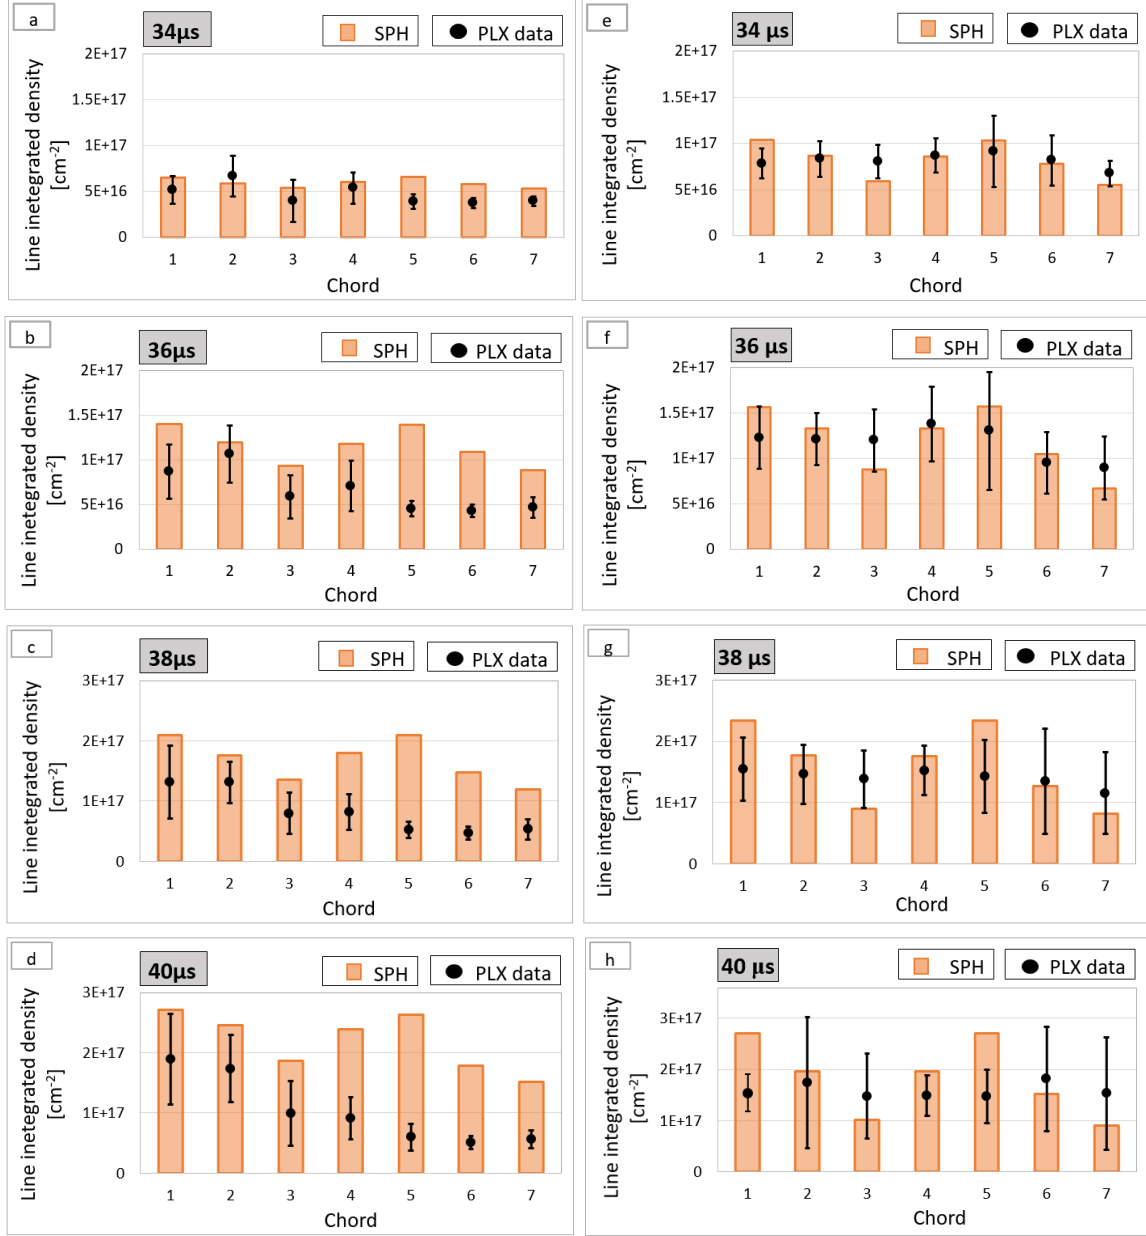 a
34µs
SPH
PLX data
Line inetegrated density
[cm-2]
2E+17
1.5E+17
1E+17
5E+16
0
1 2 3 4 5 6 7
Chord
e
34 µs
SPH
PLX data
Line integrated density
[cm-2]
2E+17
1.5E+17
1E+17
5E+16
0
1 2 3 4 5 6 7
Chord
b
36µs
SPH
PLX data
Line inetegrated density
[cm-2]
2E+17
1.5E+17
1E+17
5E+16
0
1 2 3 4 5 6 7
Chord
f
36 µs
SPH
PLX data
Line integrated density
[cm-2]
2E+17
1.5E+17
1E+17
5E+16
0
1 2 3 4 5 6 7
Chord
c
38µs
SPH
PLX data
Line inetegrated density
[cm-2]
3E+17
2E+17
1E+17
0
1 2 3 4 5 6 7
Chord
g
38 µs
SPH
PLX data
Line integrated density
[cm-2]
3E+17
2E+17
1E+17
0
1 2 3 4 5 6 7
Chord
d
40µs
SPH
PLX data
Line inetegrated density
[cm-2]
3E+17
2E+17
1E+17
0
1 2 3 4 5 6 7
Chord
h
40 µs
SPH
PLX data
Line integrated density
[cm-2]
3E+17
2E+17
1E+17
0
1 2 3 4 5 6 7
Chord